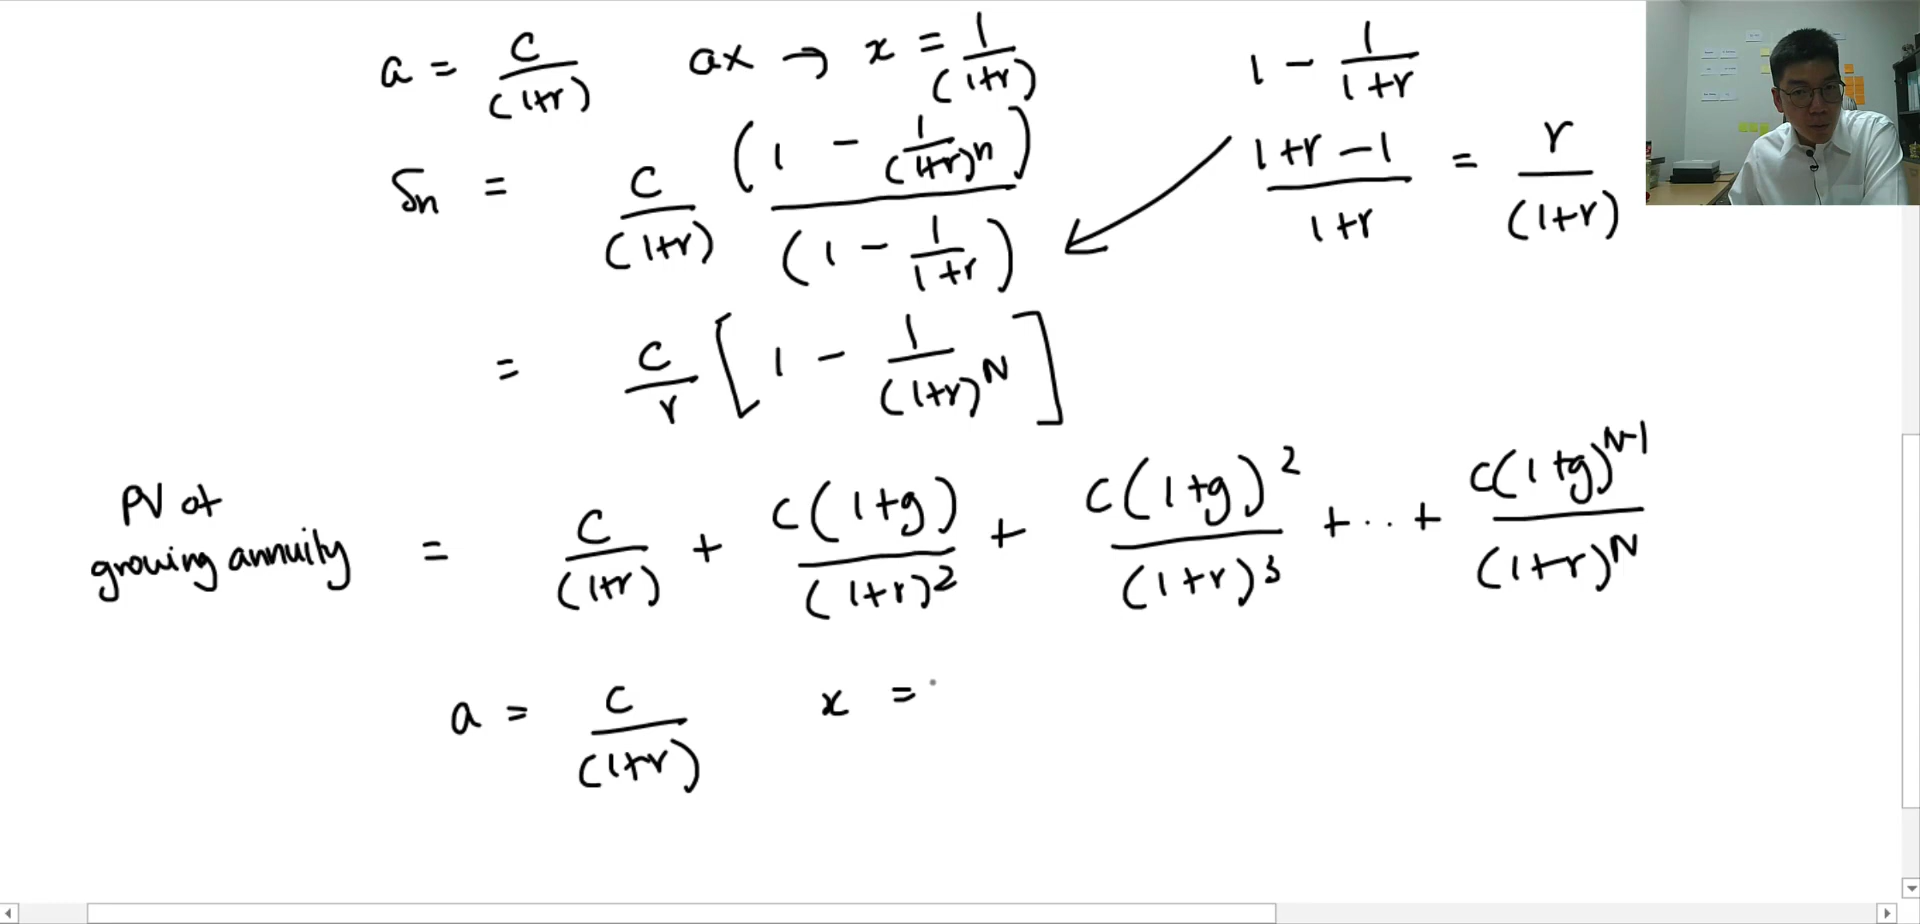 a = C/(1+r)    ax → x = 1/(1+r)    1 − 1/(1+r)
Sn = C/(1+r) (1 − 1/(1+r)^n)/(1 − 1/(1+r))    (1+r−1)/(1+r) = r/(1+r)
= C/r [1 − 1/(1+r)^N]
PV of growing annuity = C/(1+r) + C(1+g)/(1+r)^2 + C(1+g)^2/(1+r)^3 + ... + C(1+g)^(N-1)/(1+r)^N
a = C/(1+r)    x =